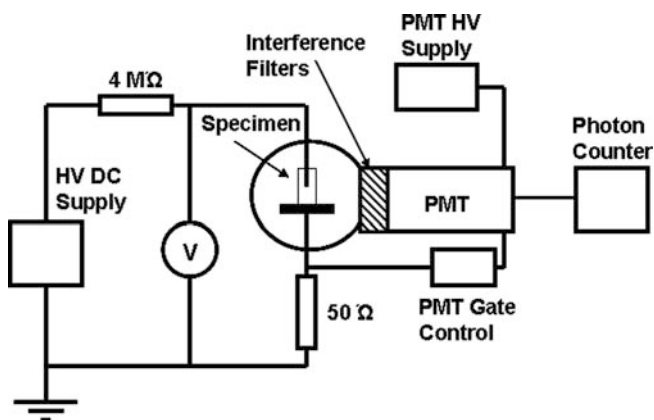 PMT HV
Supply
Interference
Filters
4 MΩ
Specimen
Photon
Counter
HV DC
Supply
PMT
V
50 Ω
PMT Gate
Control